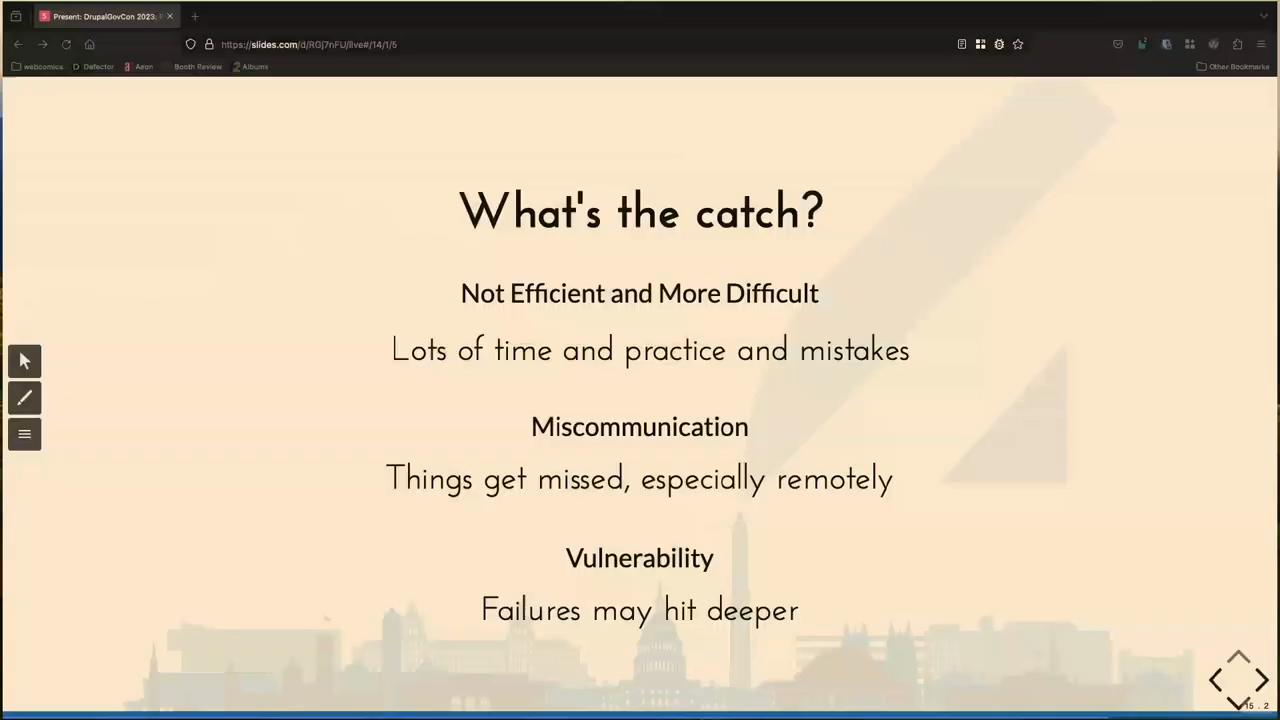 Present: DrupalGovCon 2023:
https://slides.com/d/RGj7nFU/live#/14/1/5
webcomics
Defector
Aeon
Booth Review
Albums
Other Bookmarks
What's the catch?
Not Efficient and More Difficult
Lots of time and practice and mistakes
Miscommunication
Things get missed, especially remotely
Vulnerability
Failures may hit deeper
15 . 2